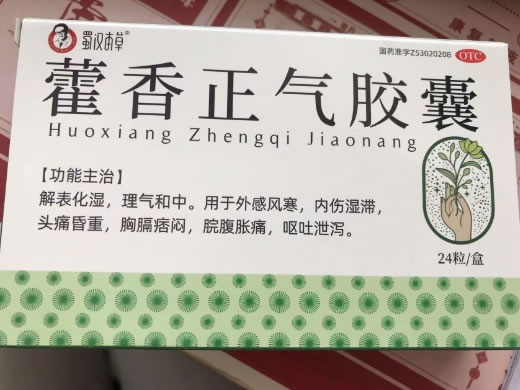 蜀汉本草®
国药准字Z53020208
OTC
藿香正气胶囊
Huoxiang Zhengqi Jiaonang
【功能主治】
解表化湿，理气和中。用于外感风寒，内伤湿滞，
头痛昏重，胸膈痞闷，脘腹胀痛，呕吐泄泻。
24粒/盒